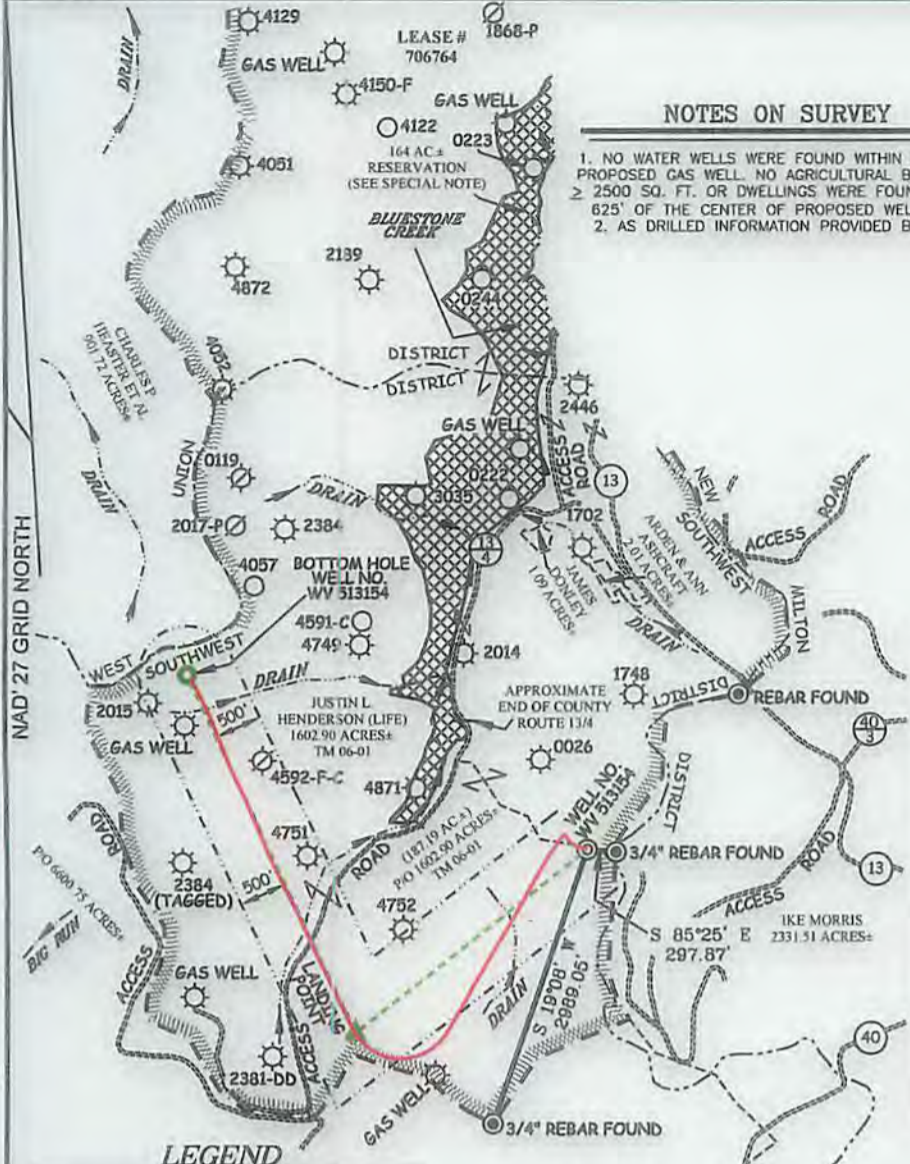 4129
DRAIN
GAS WELL
LEASE #
706764
1868-P
4150-F
GAS WELL
4122
0223
164 AC.±
RESERVATION
(SEE SPECIAL NOTE)
4051
BLUESTONE
CREEK
NOTES ON SURVEY
1. NO WATER WELLS WERE FOUND WITHIN
PROPOSED GAS WELL. NO AGRICULTURAL B
≥ 2500 SQ. FT. OR DWELLINGS WERE FOUN
625' OF THE CENTER OF PROPOSED WEL
2. AS DRILLED INFORMATION PROVIDED B
4872
2189
0244
CHARLES P
HEASTER ET AL
901 72 ACRES±
4052
DISTRICT
DISTRICT
2446
GAS WELL
ACCESS
ROAD
13
DRAIN
UNION
0119
DRAIN
3035
0222
2017-P
2384
1702
13
4
NEW
SOUTHWEST
MILTON
ACCESS ROAD
ARDEN & ANN
ASHCRAFT
ACRES±
JAMES
DONLEY
1 09 ACRES±
DRAIN
NAD' 27 GRID NORTH
4057
BOTTOM HOLE
WELL NO.
WV 513154
4591-C
4749
2014
WEST
SOUTHWEST
DRAIN
2015
500'
GAS WELL
JUSTIN L
HENDERSON (LIFE)
1602 90 ACRES±
TM 06-01
APPROXIMATE
END OF COUNTY
ROUTE 13/4
1748
DISTRICT
REBAR FOUND
40
3
0026
4592-F-C
4871
4751
WELL NO.
WV 513154
DISTRICT
3/4" REBAR FOUND
(187.19 AC.±)
P/O 1602.90 ACRES±
TM 06-01
ROAD
ROAD
2384
(TAGGED)
500'
4752
ACCESS
ROAD
13
P/O 6600 75 ACRES±
BIG RUN
ACCESS
S 85°25' E
297.87'
IKE MORRIS
2331.51 ACRES±
GAS WELL
LANDING
POINT
DRAIN
S 19°08' W
2989.05'
ACCESS
2381-DD
40
GAS WELL
3/4" REBAR FOUND
LEGEND